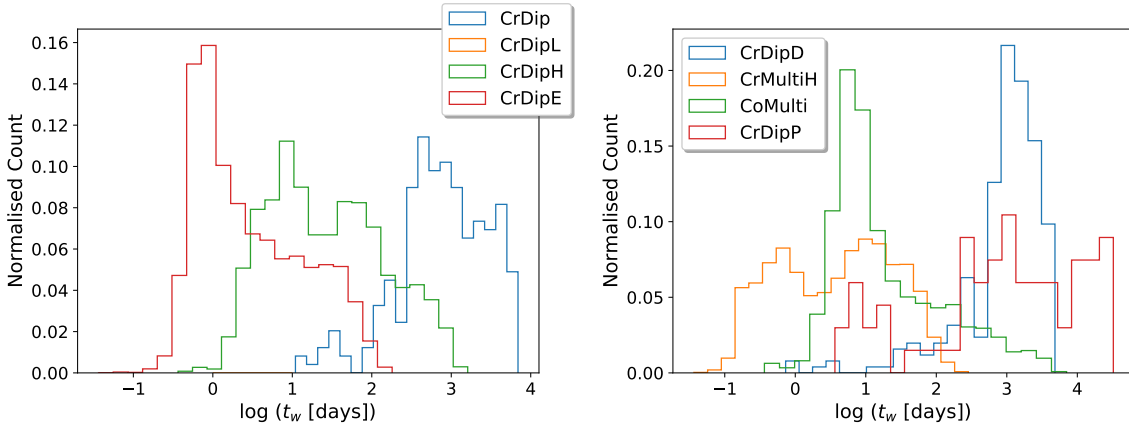 CrDip
CrDipL
CrDipH
CrDipE
0.16
0.14
0.12
0.10
0.08
0.06
0.04
0.02
0.00
Normalised Count
−1
0
1
2
3
4
log (t_w [days])
CrDipD
CrMultiH
CoMulti
CrDipP
0.20
0.15
0.10
0.05
0.00
Normalised Count
−1
0
1
2
3
4
log (t_w [days])